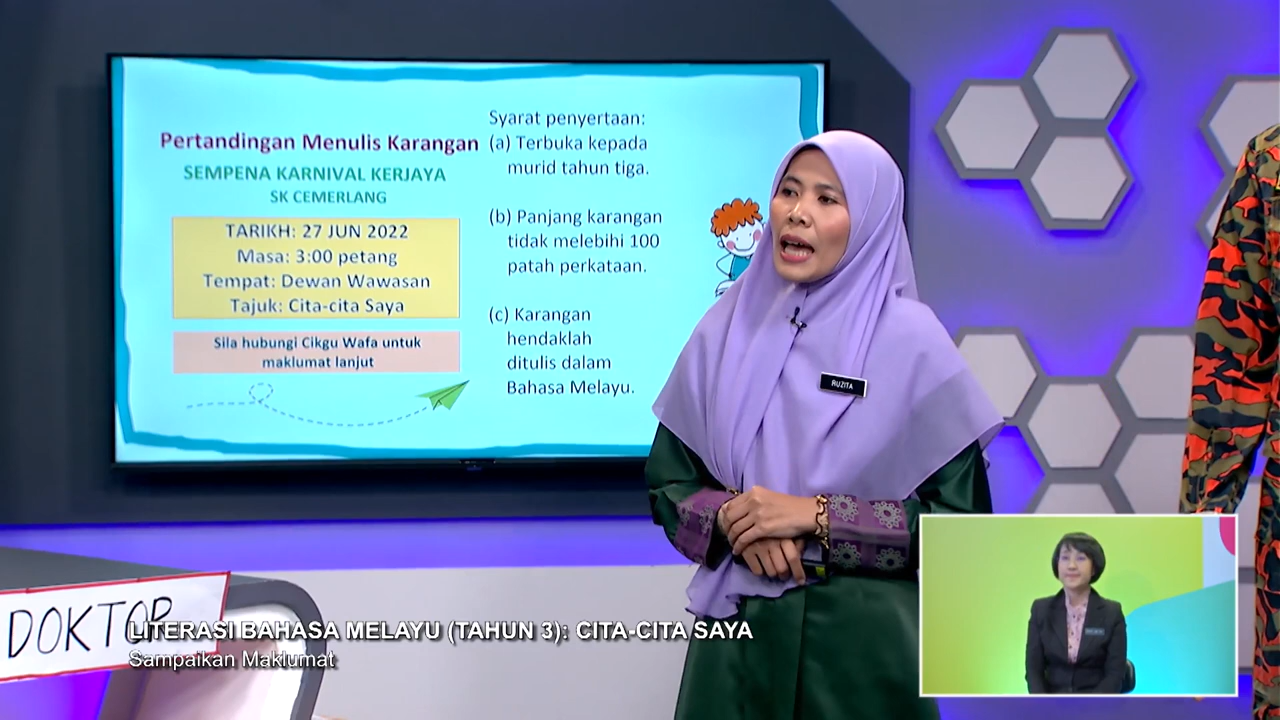 Pertandingan Menulis Karangan
SEMPENA KARNIVAL KERJAYA
SK CEMERLANG
TARIKH: 27 JUN 2022
Masa: 3:00 petang
Tempat: Dewan Wawasan
Tajuk: Cita-cita Saya
Sila hubungi Cikgu Wafa untuk
maklumat lanjut
Syarat penyertaan:
(a) Terbuka kepada
murid tahun tiga.
(b) Panjang karangan
tidak melebihi 100
patah perkataan.
(c) Karangan
hendaklah
ditulis dalam
Bahasa Melayu.
RUZITA
DOKTOR
LITERASI BAHASA MELAYU (TAHUN 3): CITA-CITA SAYA
Sampaikan Maklumat